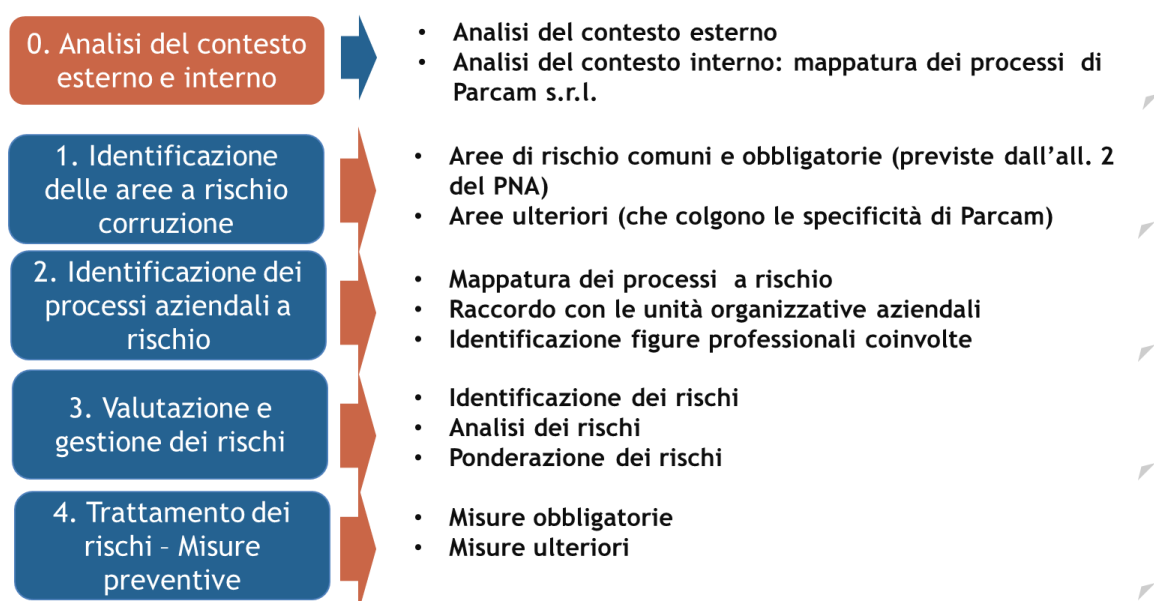 0. Analisi del contesto
esterno e interno
• Analisi del contesto esterno
• Analisi del contesto interno: mappatura dei processi di
Parcam s.r.l.
1. Identificazione
delle aree a rischio
corruzione
• Aree di rischio comuni e obbligatorie (previste dall’all. 2
del PNA)
• Aree ulteriori (che colgono le specificità di Parcam)
2. Identificazione dei
processi aziendali a
rischio
• Mappatura dei processi a rischio
• Raccordo con le unità organizzative aziendali
• Identificazione figure professionali coinvolte
3. Valutazione e
gestione dei rischi
• Identificazione dei rischi
• Analisi dei rischi
• Ponderazione dei rischi
4. Trattamento dei
rischi – Misure
preventive
• Misure obbligatorie
• Misure ulteriori